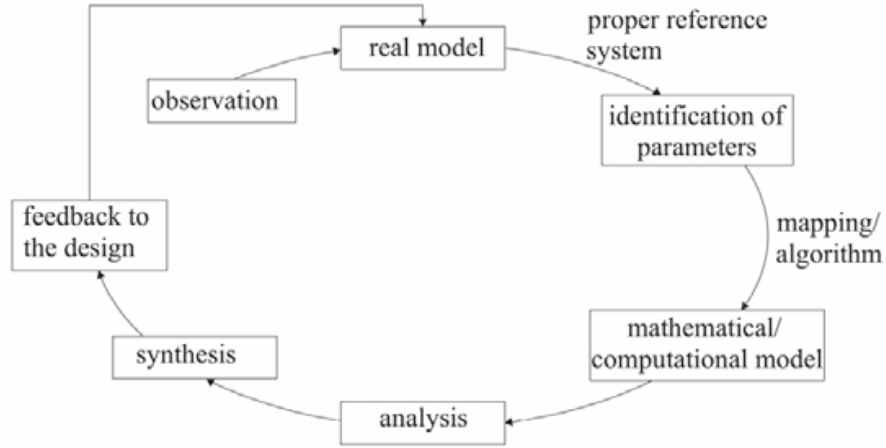 real model
proper reference
system
observation
identification of
parameters
feedback to
the design
mapping/
algorithm
mathematical/
computational model
synthesis
analysis